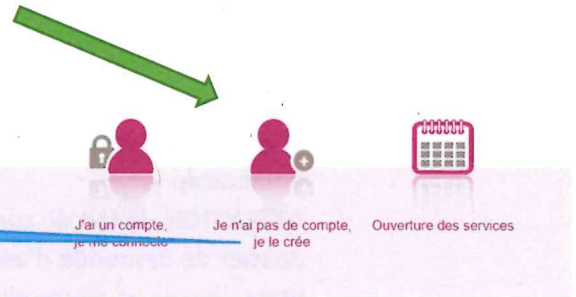 J'ai un compte,
je me connecte
Je n'ai pas de compte,
je le crée
Ouverture des services